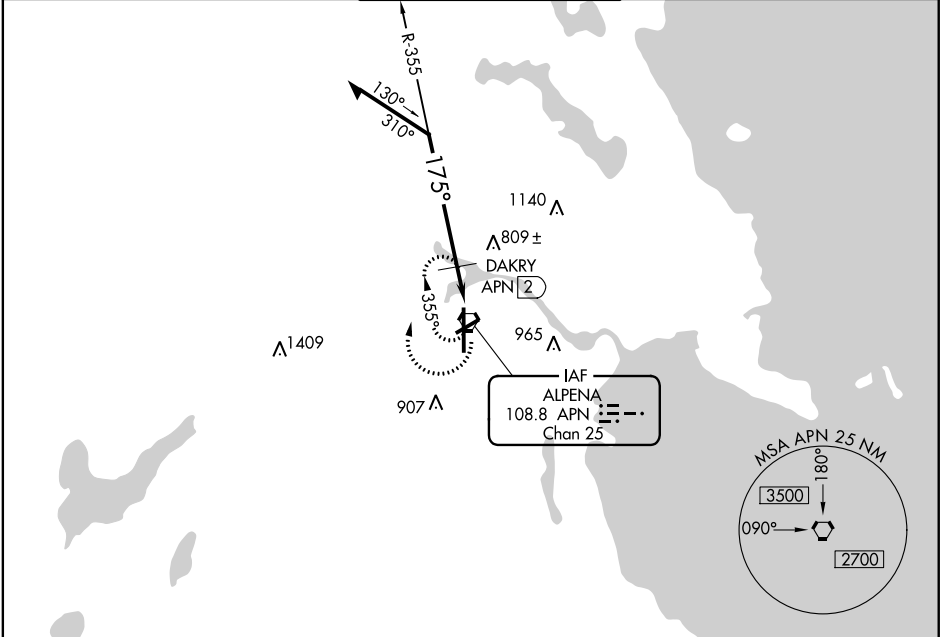 R-355
130°
310°
175°
1140
809 ±
DAKRY
APN 2
355°
1409
965
907
IAF
ALPENA
108.8 APN
Chan 25
MSA APN 25 NM
180°
3500
090°
2700